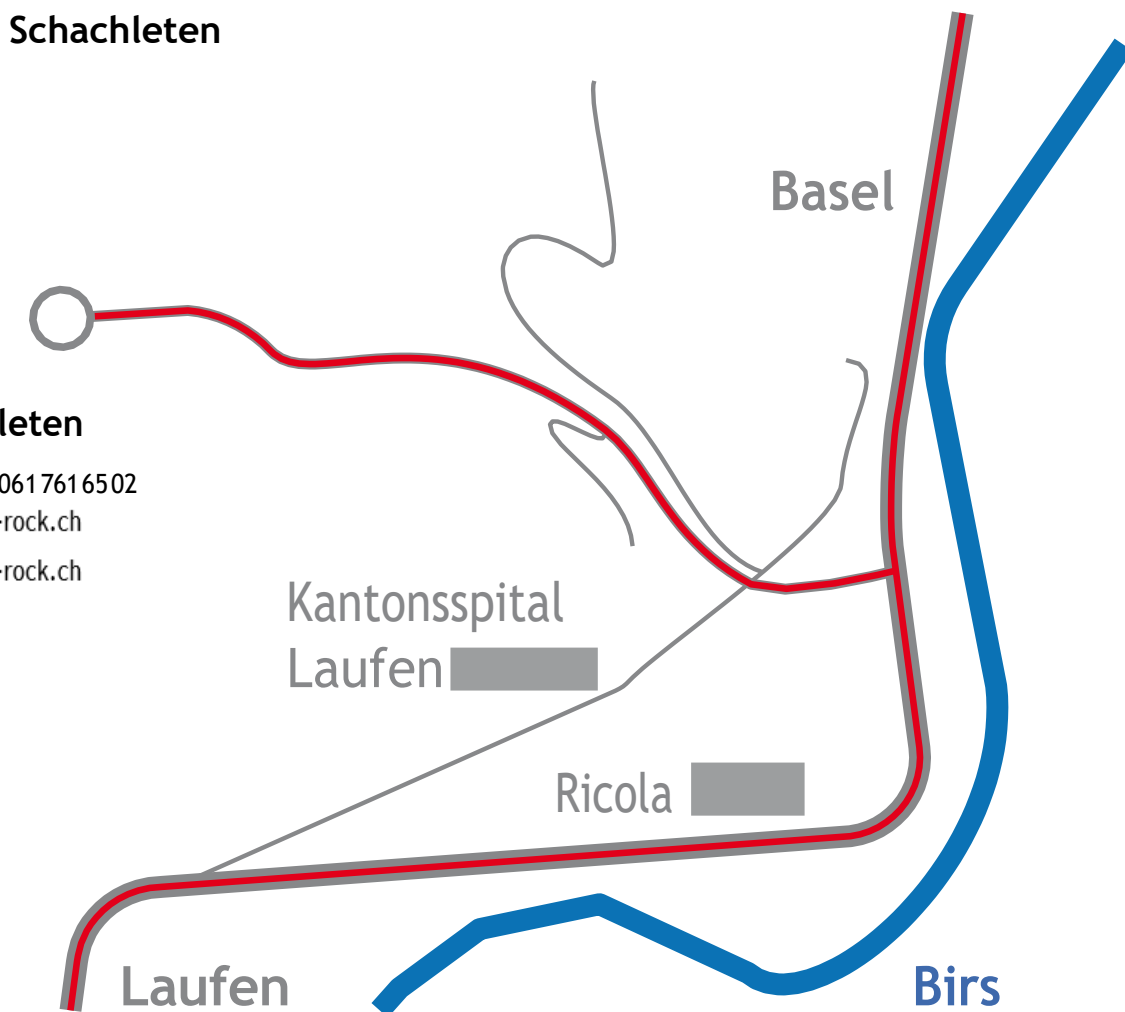 Schachleten
Basel
leten
0617616502
-rock.ch
-rock.ch
Kantonsspital
Laufen
Ricola
Laufen
Birs